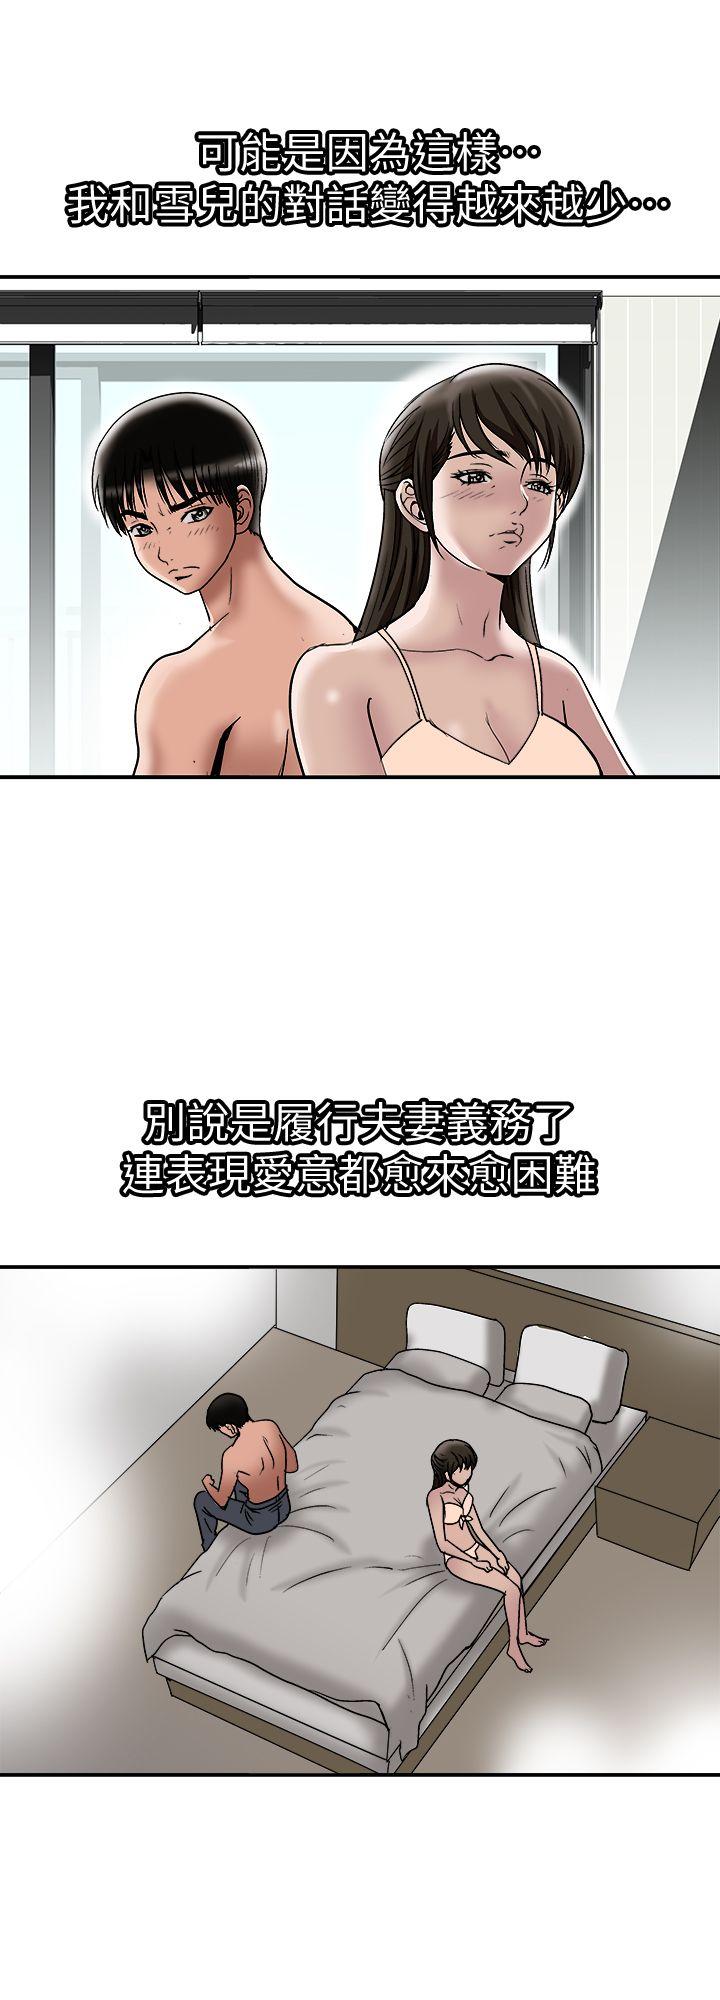 可能是因為這樣⋯
我和雪兒的對話變得越來越少⋯
別說是履行夫妻義務了
連表現愛意都愈來愈困難